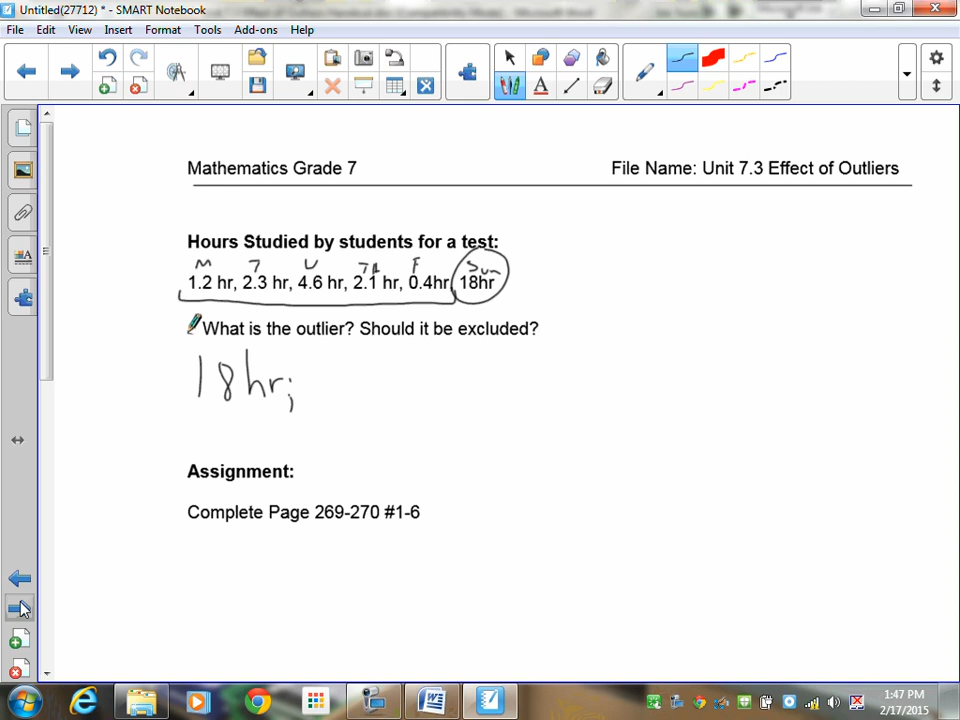 Untitled(27712) * - SMART Notebook
File Edit View Insert Format Tools Add-ons Help
Mathematics Grade 7 File Name: Unit 7.3 Effect of Outliers
Hours Studied by students for a test:
M T W TR F Sun
1.2 hr, 2.3 hr, 4.6 hr, 2.1 hr, 0.4hr, 18hr
What is the outlier? Should it be excluded?
18hr;
Assignment:
Complete Page 269-270 #1-6
1:47 PM
2/17/2015